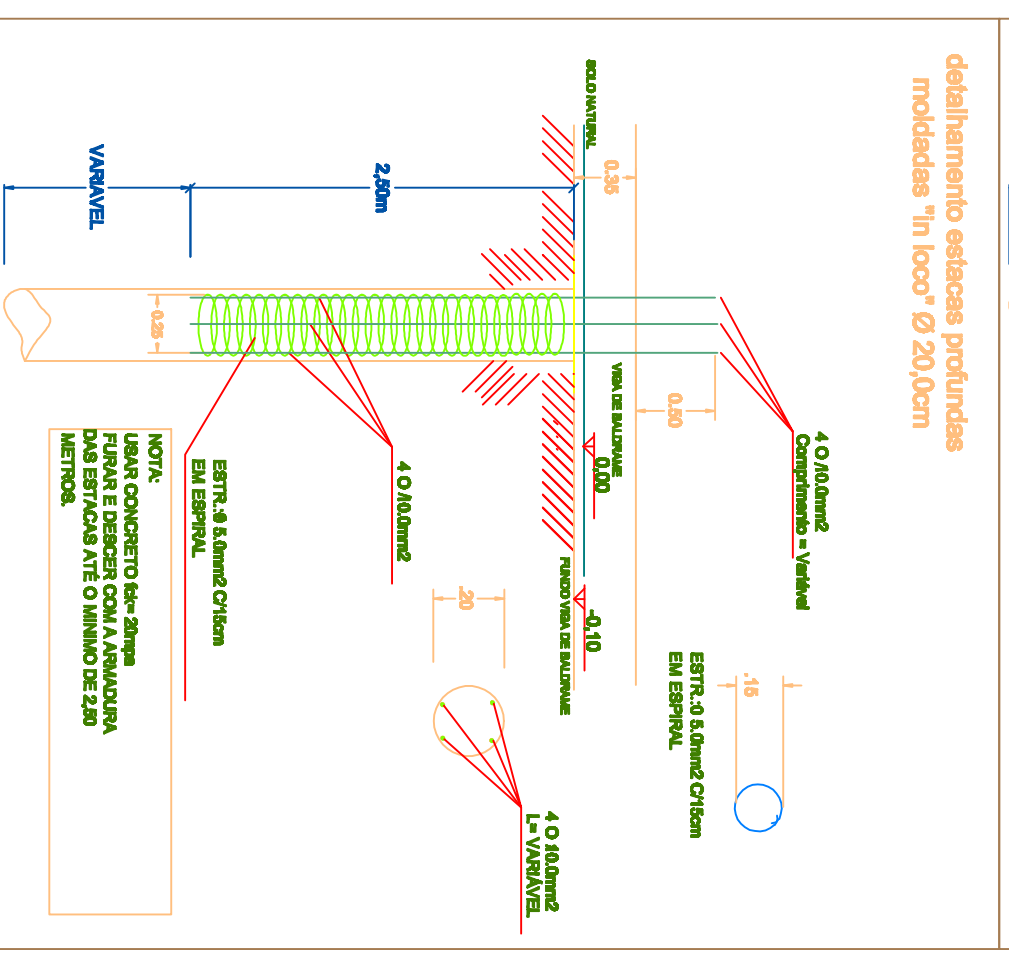 detalhamento estacas profundas
moldadas "in loco" Ø 20,0cm
4 O /10.0mm2
Comprimento = Variável
0.50
0.35
SOLO NATURAL
VIGA DE BALDRAME
0,00
-0,10
FUNDO VIGA DE BALDRAME
.15
ESTR.:0 5.0mm2 C/15cm
EM ESPIRAL
2,50m
4 O /10.0mm2
.20
4 O 10.0mm2
L= VARIÁVEL
VARIAVEL
0.25
ESTR.:0 5.0mm2 C/15cm
EM ESPIRAL
NOTA:
USAR CONCRETO fck= 20mpa
FURAR E DESCER COM A ARMADURA
DAS ESTACAS ATÉ O MINIMO DE 2,50
METROS.